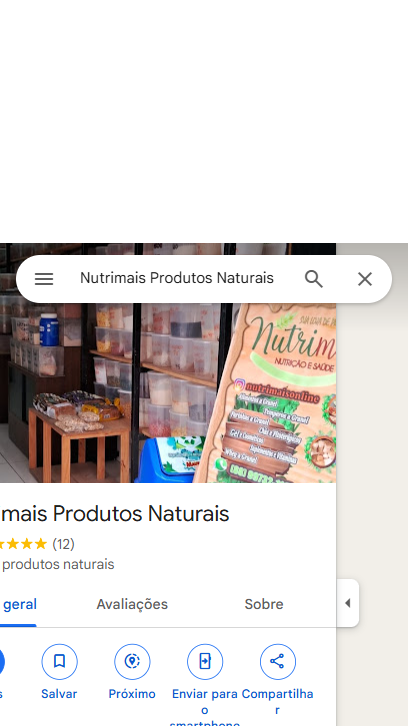 Nutrimais Produtos Naturais
Nutrim
NUTRIÇÃO E SAÚDE
nutrimaisonline
mais Produtos Naturais
(12)
produtos naturais
geral
Avaliações
Sobre
s
Salvar
Próximo
Enviar para o smartphone
Compartilhar